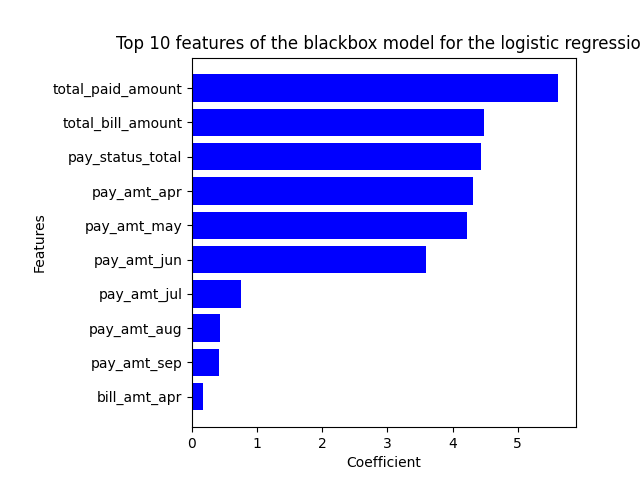 Top 10 features of the blackbox model for the logistic regressio
total_paid_amount
total_bill_amount
pay_status_total
pay_amt_apr
pay_amt_may
pay_amt_jun
pay_amt_jul
pay_amt_aug
pay_amt_sep
bill_amt_apr
Features
0 1 2 3 4 5
Coefficient